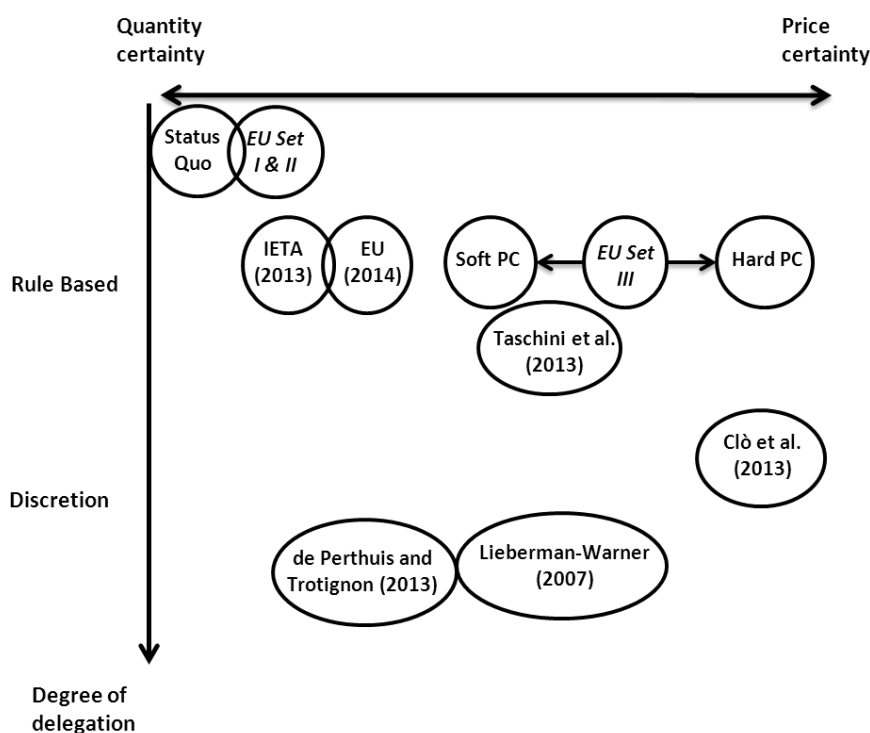 Quantity
certainty
Price
certainty
Status
Quo
EU Set
I & II
IETA
(2013)
EU
(2014)
Soft PC
EU Set
III
Hard PC
Rule Based
Taschini et al.
(2013)
Clò et al.
(2013)
Discretion
de Perthuis and
Trotignon (2013)
Lieberman-Warner
(2007)
Degree of
delegation